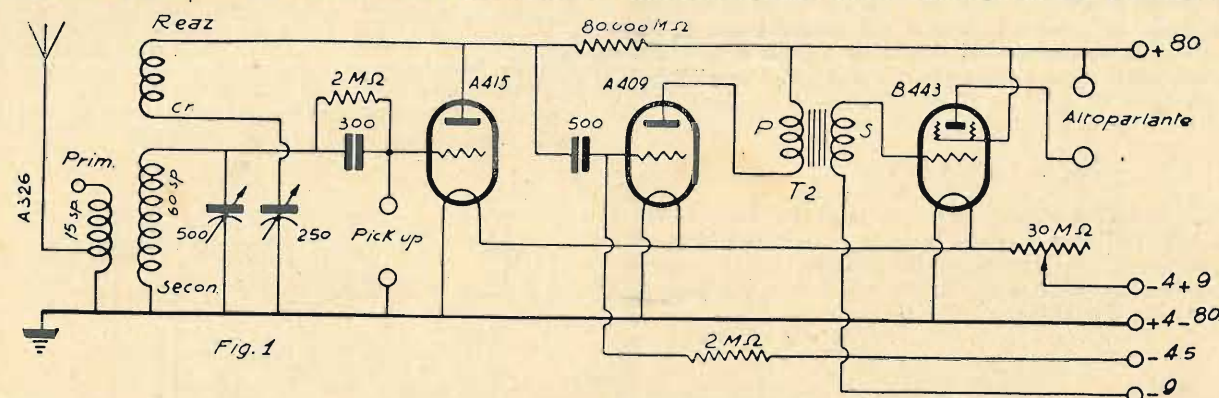 Reaz
Cr.
A326
Prim.
15 sp.
60 sp
Secon.
2 MΩ
300
500
250
Pick up
A415
80.000 MΩ
500
A409
P
S
T2
B443
+ 80
Altoparlante
30 MΩ
- 4 + 9
+ 4 - 80
2 MΩ
- 45
- 9
Fig. 1